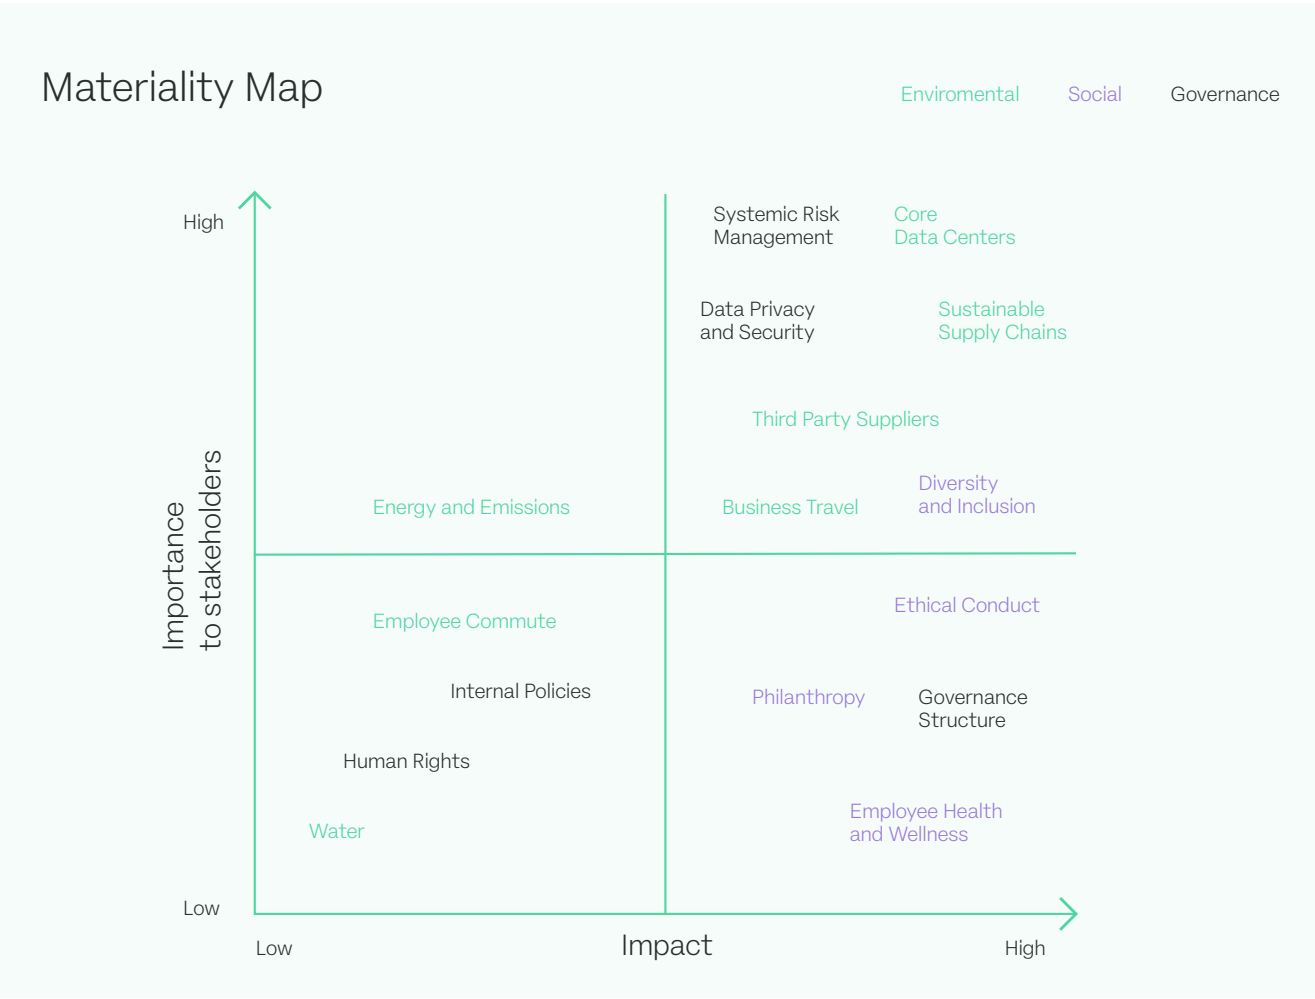 Materiality Map
Enviromental
Social
Governance
High
Systemic Risk
Management
Core
Data Centers
Data Privacy
and Security
Sustainable
Supply Chains
Third Party Suppliers
Diversity
and Inclusion
Energy and Emissions
Business Travel
Importance
to stakeholders
Ethical Conduct
Employee Commute
Internal Policies
Philanthropy
Governance
Structure
Human Rights
Employee Health
and Wellness
Water
Low
Low
Impact
High